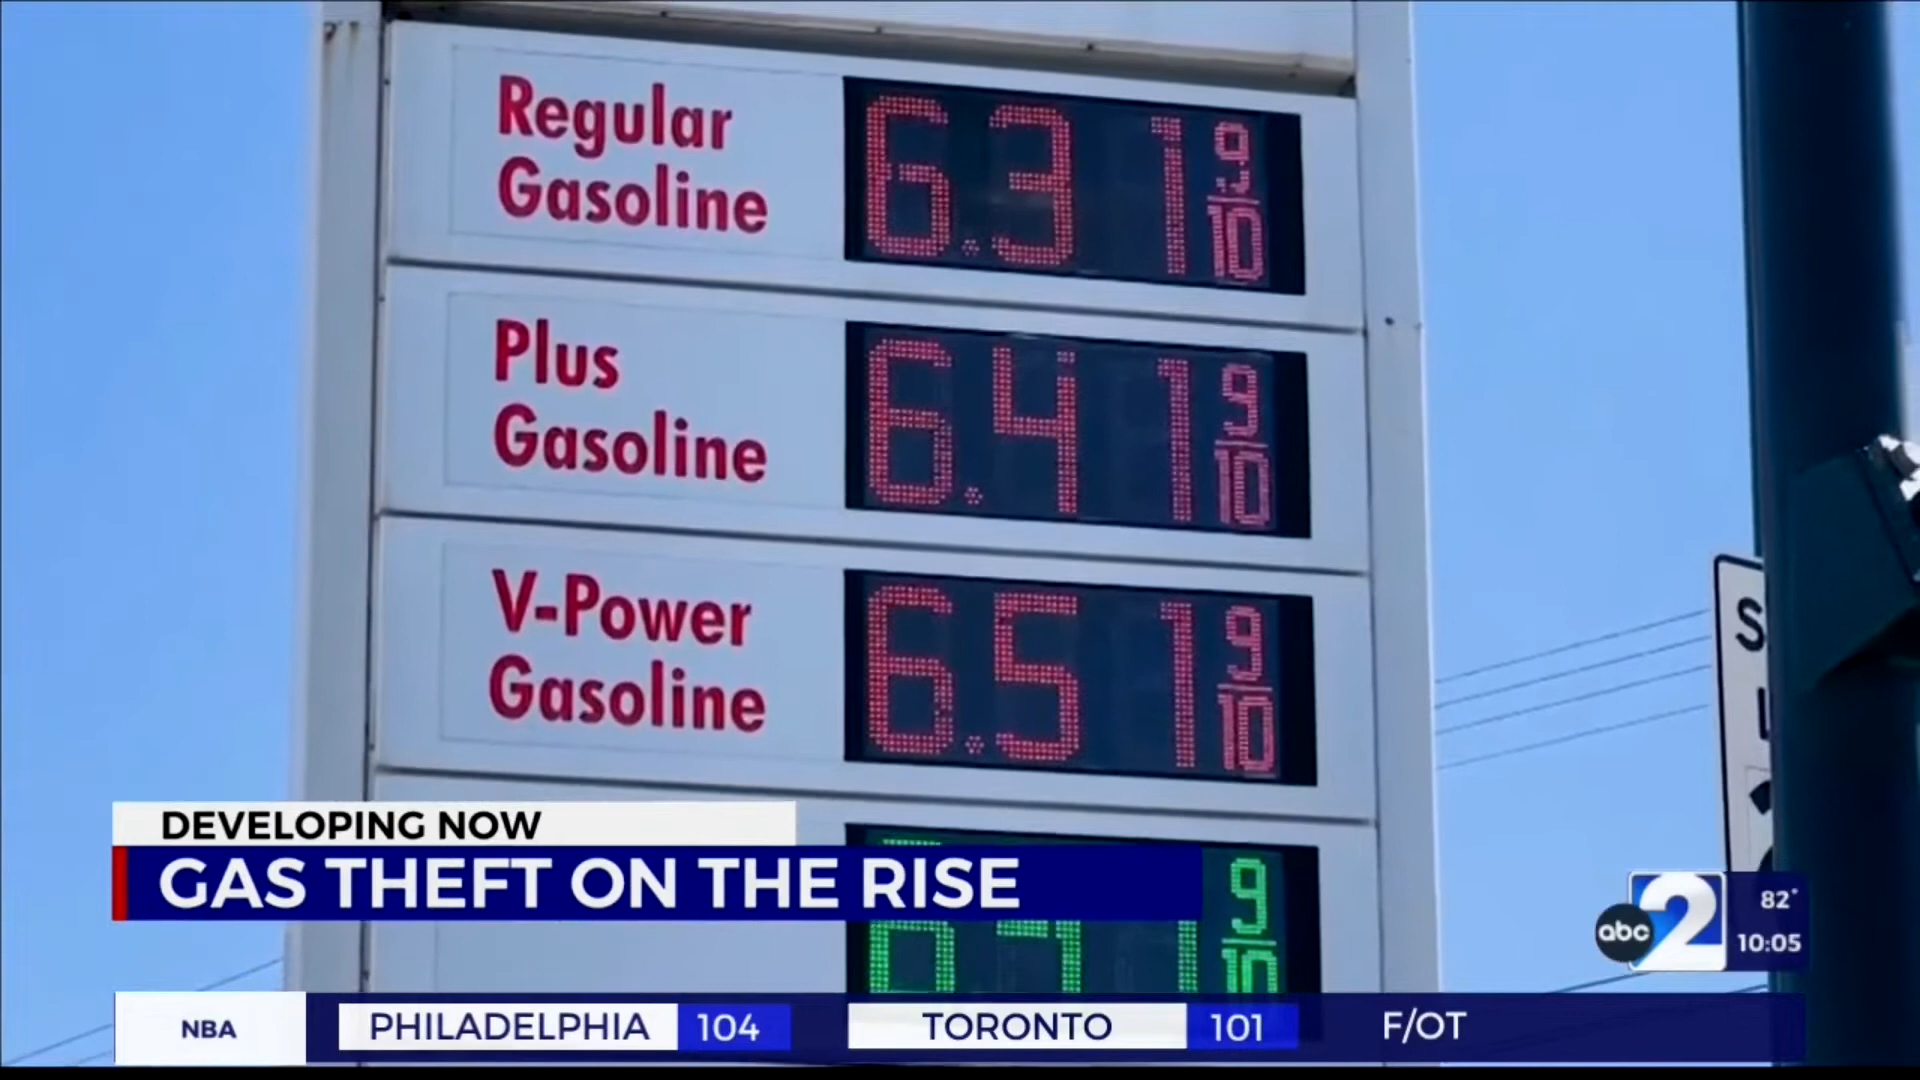 Regular
Gasoline
6.31 9/10
Plus
Gasoline
6.41 9/10
V-Power
Gasoline
6.51 9/10
9/10
S
DEVELOPING NOW
GAS THEFT ON THE RISE
abc 2
82°
10:05
NBA PHILADELPHIA 104 TORONTO 101 F/OT